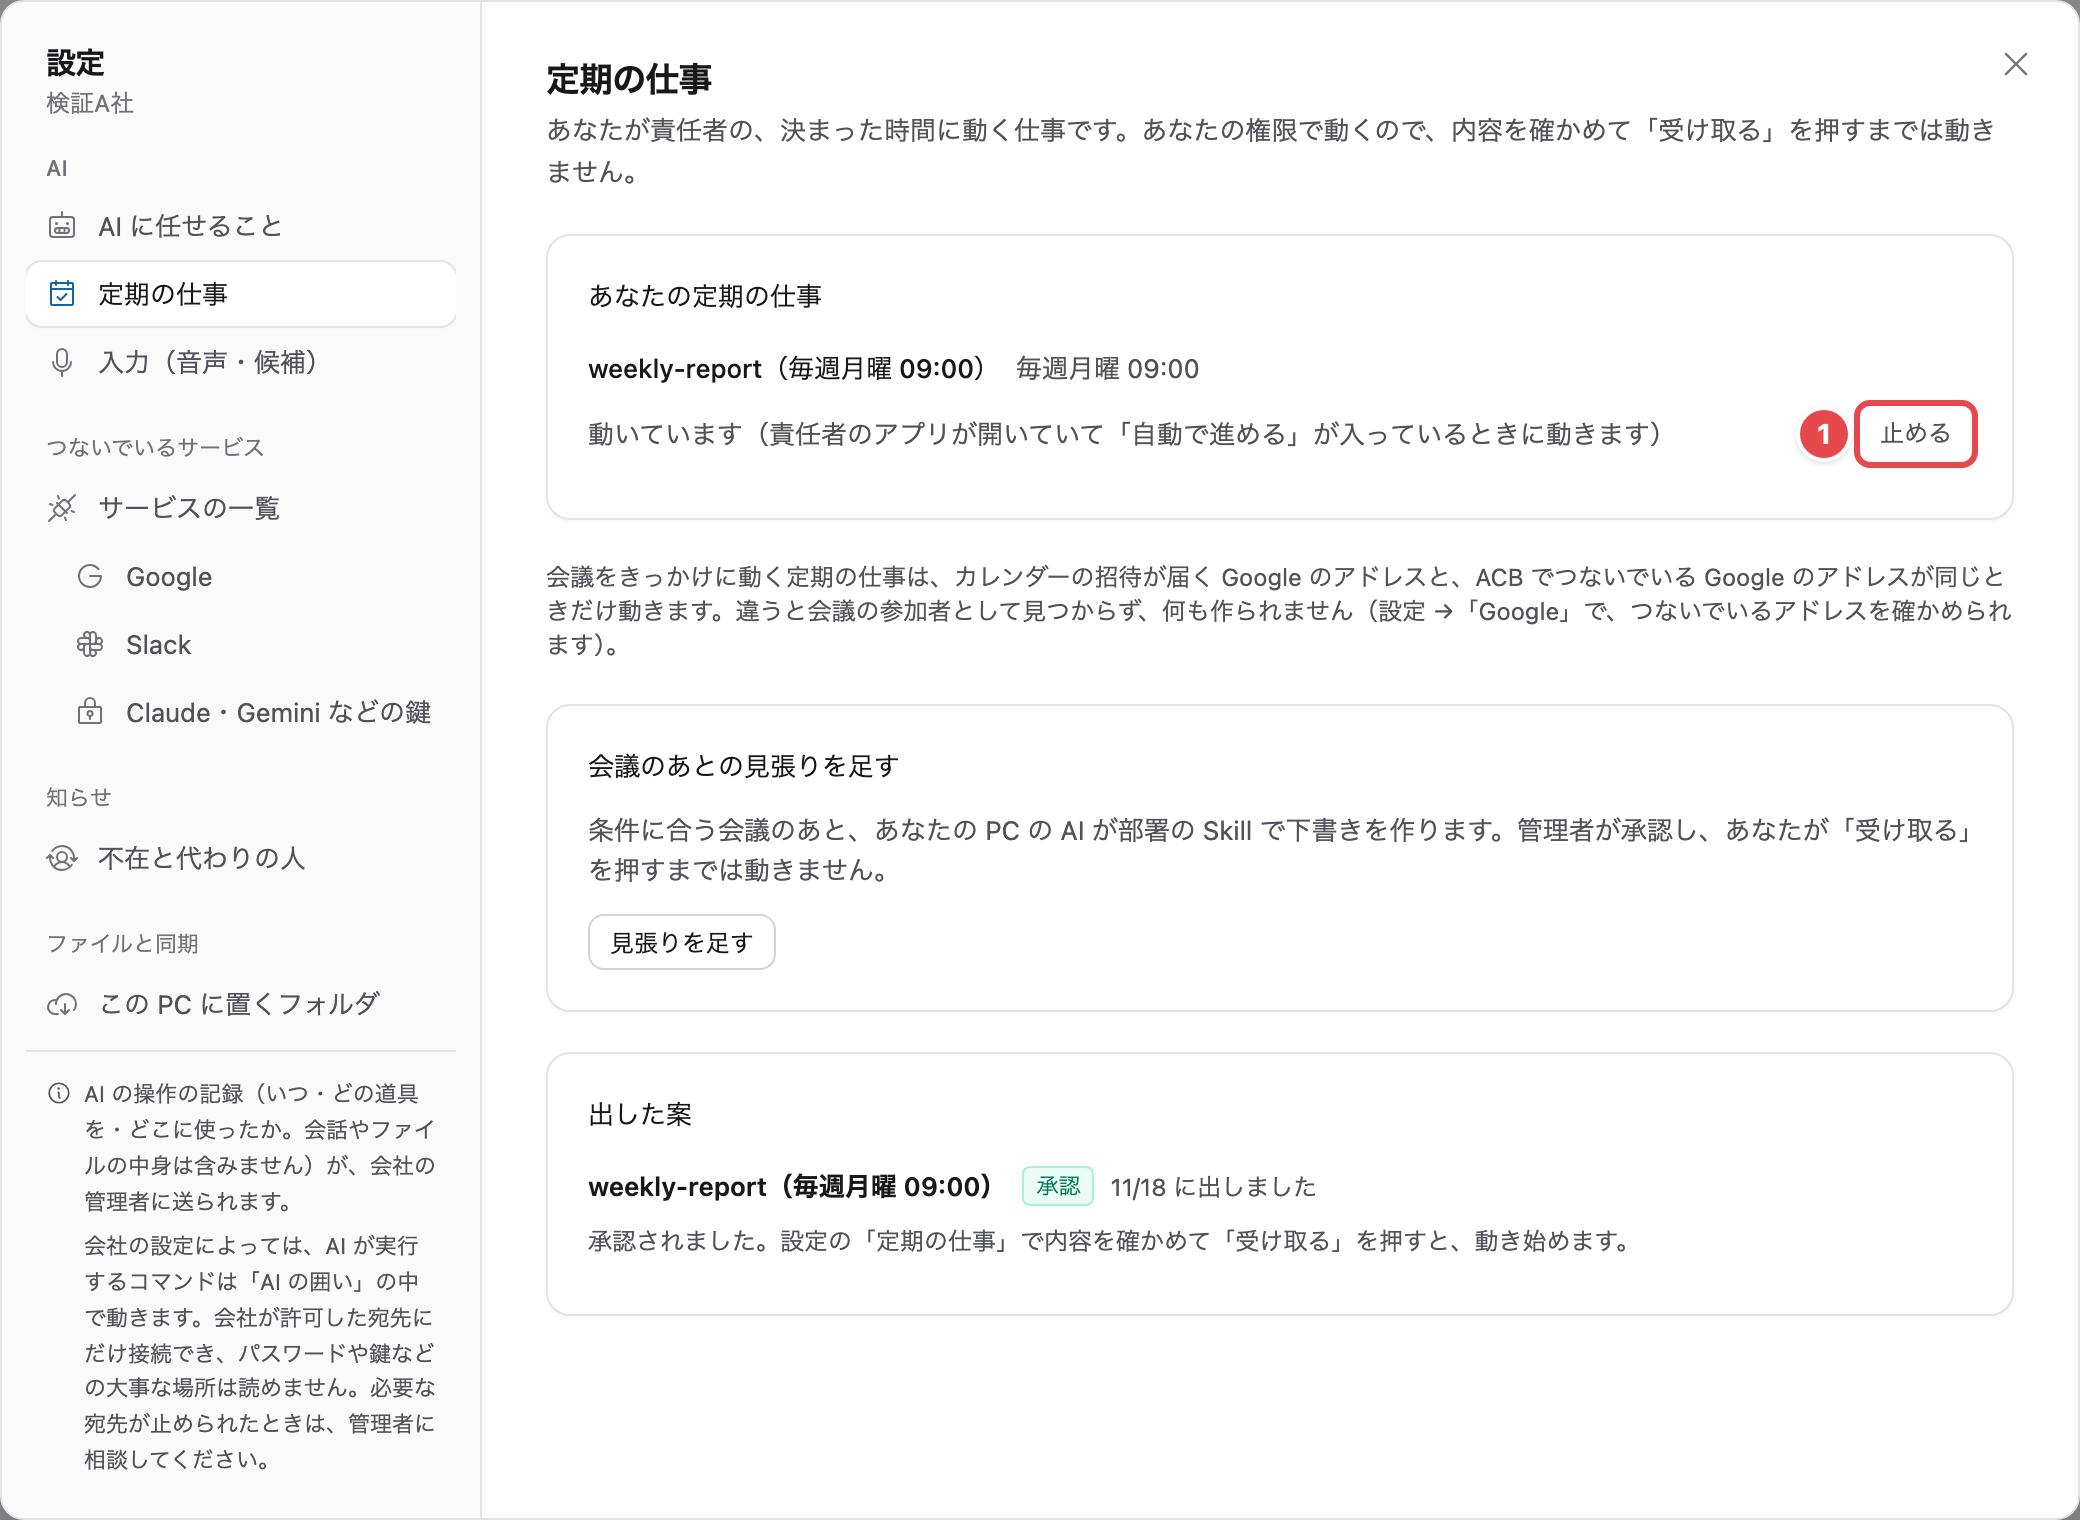 設定
検証A社
AI
AI に任せること
定期の仕事
入力（音声・候補）
つないでいるサービス
サービスの一覧
Google
Slack
Claude・Gemini などの鍵
知らせ
不在と代わりの人
ファイルと同期
この PC に置くフォルダ
AI の操作の記録（いつ・どの道具
を・どこに使ったか。会話やファイ
ルの中身は含みません）が、会社の
管理者に送られます。
会社の設定によっては、AI が実行
するコマンドは「AI の囲い」の中
で動きます。会社が許可した宛先に
だけ接続でき、パスワードや鍵など
の大事な場所は読めません。必要な
宛先が止められたときは、管理者に
相談してください。
定期の仕事
あなたが責任者の、決まった時間に動く仕事です。あなたの権限で動くので、内容を確かめて「受け取る」を押すまでは動き
ません。
あなたの定期の仕事
weekly-report（毎週月曜 09:00） 毎週月曜 09:00
動いています（責任者のアプリが開いていて「自動で進める」が入っているときに動きます） 1 止める
会議をきっかけに動く定期の仕事は、カレンダーの招待が届く Google のアドレスと、ACB でつないでいる Google のアドレスが同じと
きだけ動きます。違うと会議の参加者として見つからず、何も作られません（設定 →「Google」で、つないでいるアドレスを確かめられ
ます）。
会議のあとの見張りを足す
条件に合う会議のあと、あなたの PC の AI が部署の Skill で下書きを作ります。管理者が承認し、あなたが「受け取る」
を押すまでは動きません。
見張りを足す
出した案
weekly-report（毎週月曜 09:00） 承認 11/18 に出しました
承認されました。設定の「定期の仕事」で内容を確かめて「受け取る」を押すと、動き始めます。